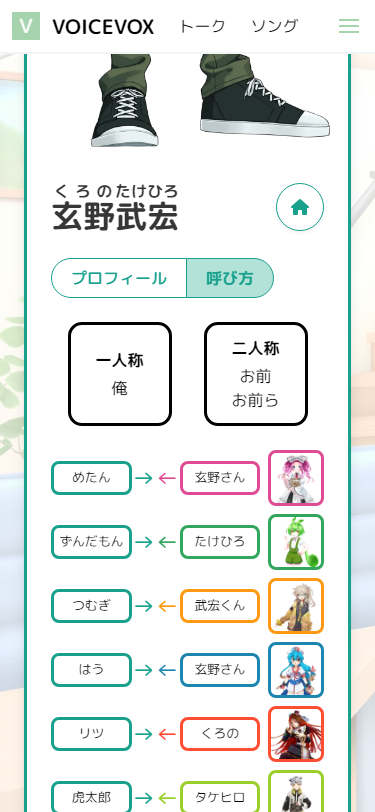 V VOICEVOX トーク ソング
くろのたけひろ
玄野武宏
プロフィール 呼び方
一人称
俺
二人称
お前
お前ら
めたん 玄野さん
ずんだもん たけひろ
つむぎ 武宏くん
はう 玄野さん
リツ くろの
虎太郎 タケヒロ